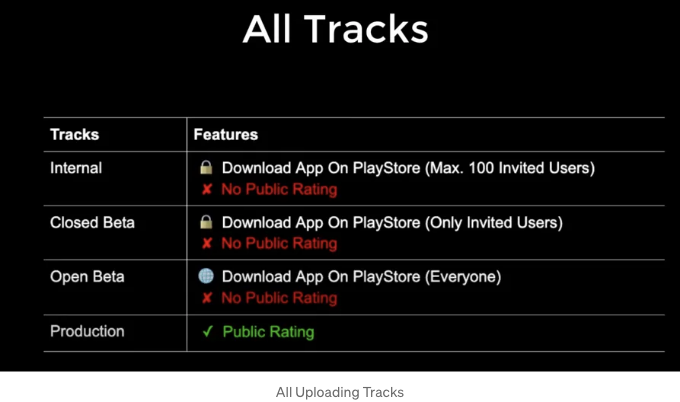 All Tracks
Tracks Features
Internal 🔒 Download App On PlayStore (Max. 100 Invited Users)
✘ No Public Rating
Closed Beta 🔒 Download App On PlayStore (Only Invited Users)
✘ No Public Rating
Open Beta 🌐 Download App On PlayStore (Everyone)
✘ No Public Rating
Production ✓ Public Rating
All Uploading Tracks